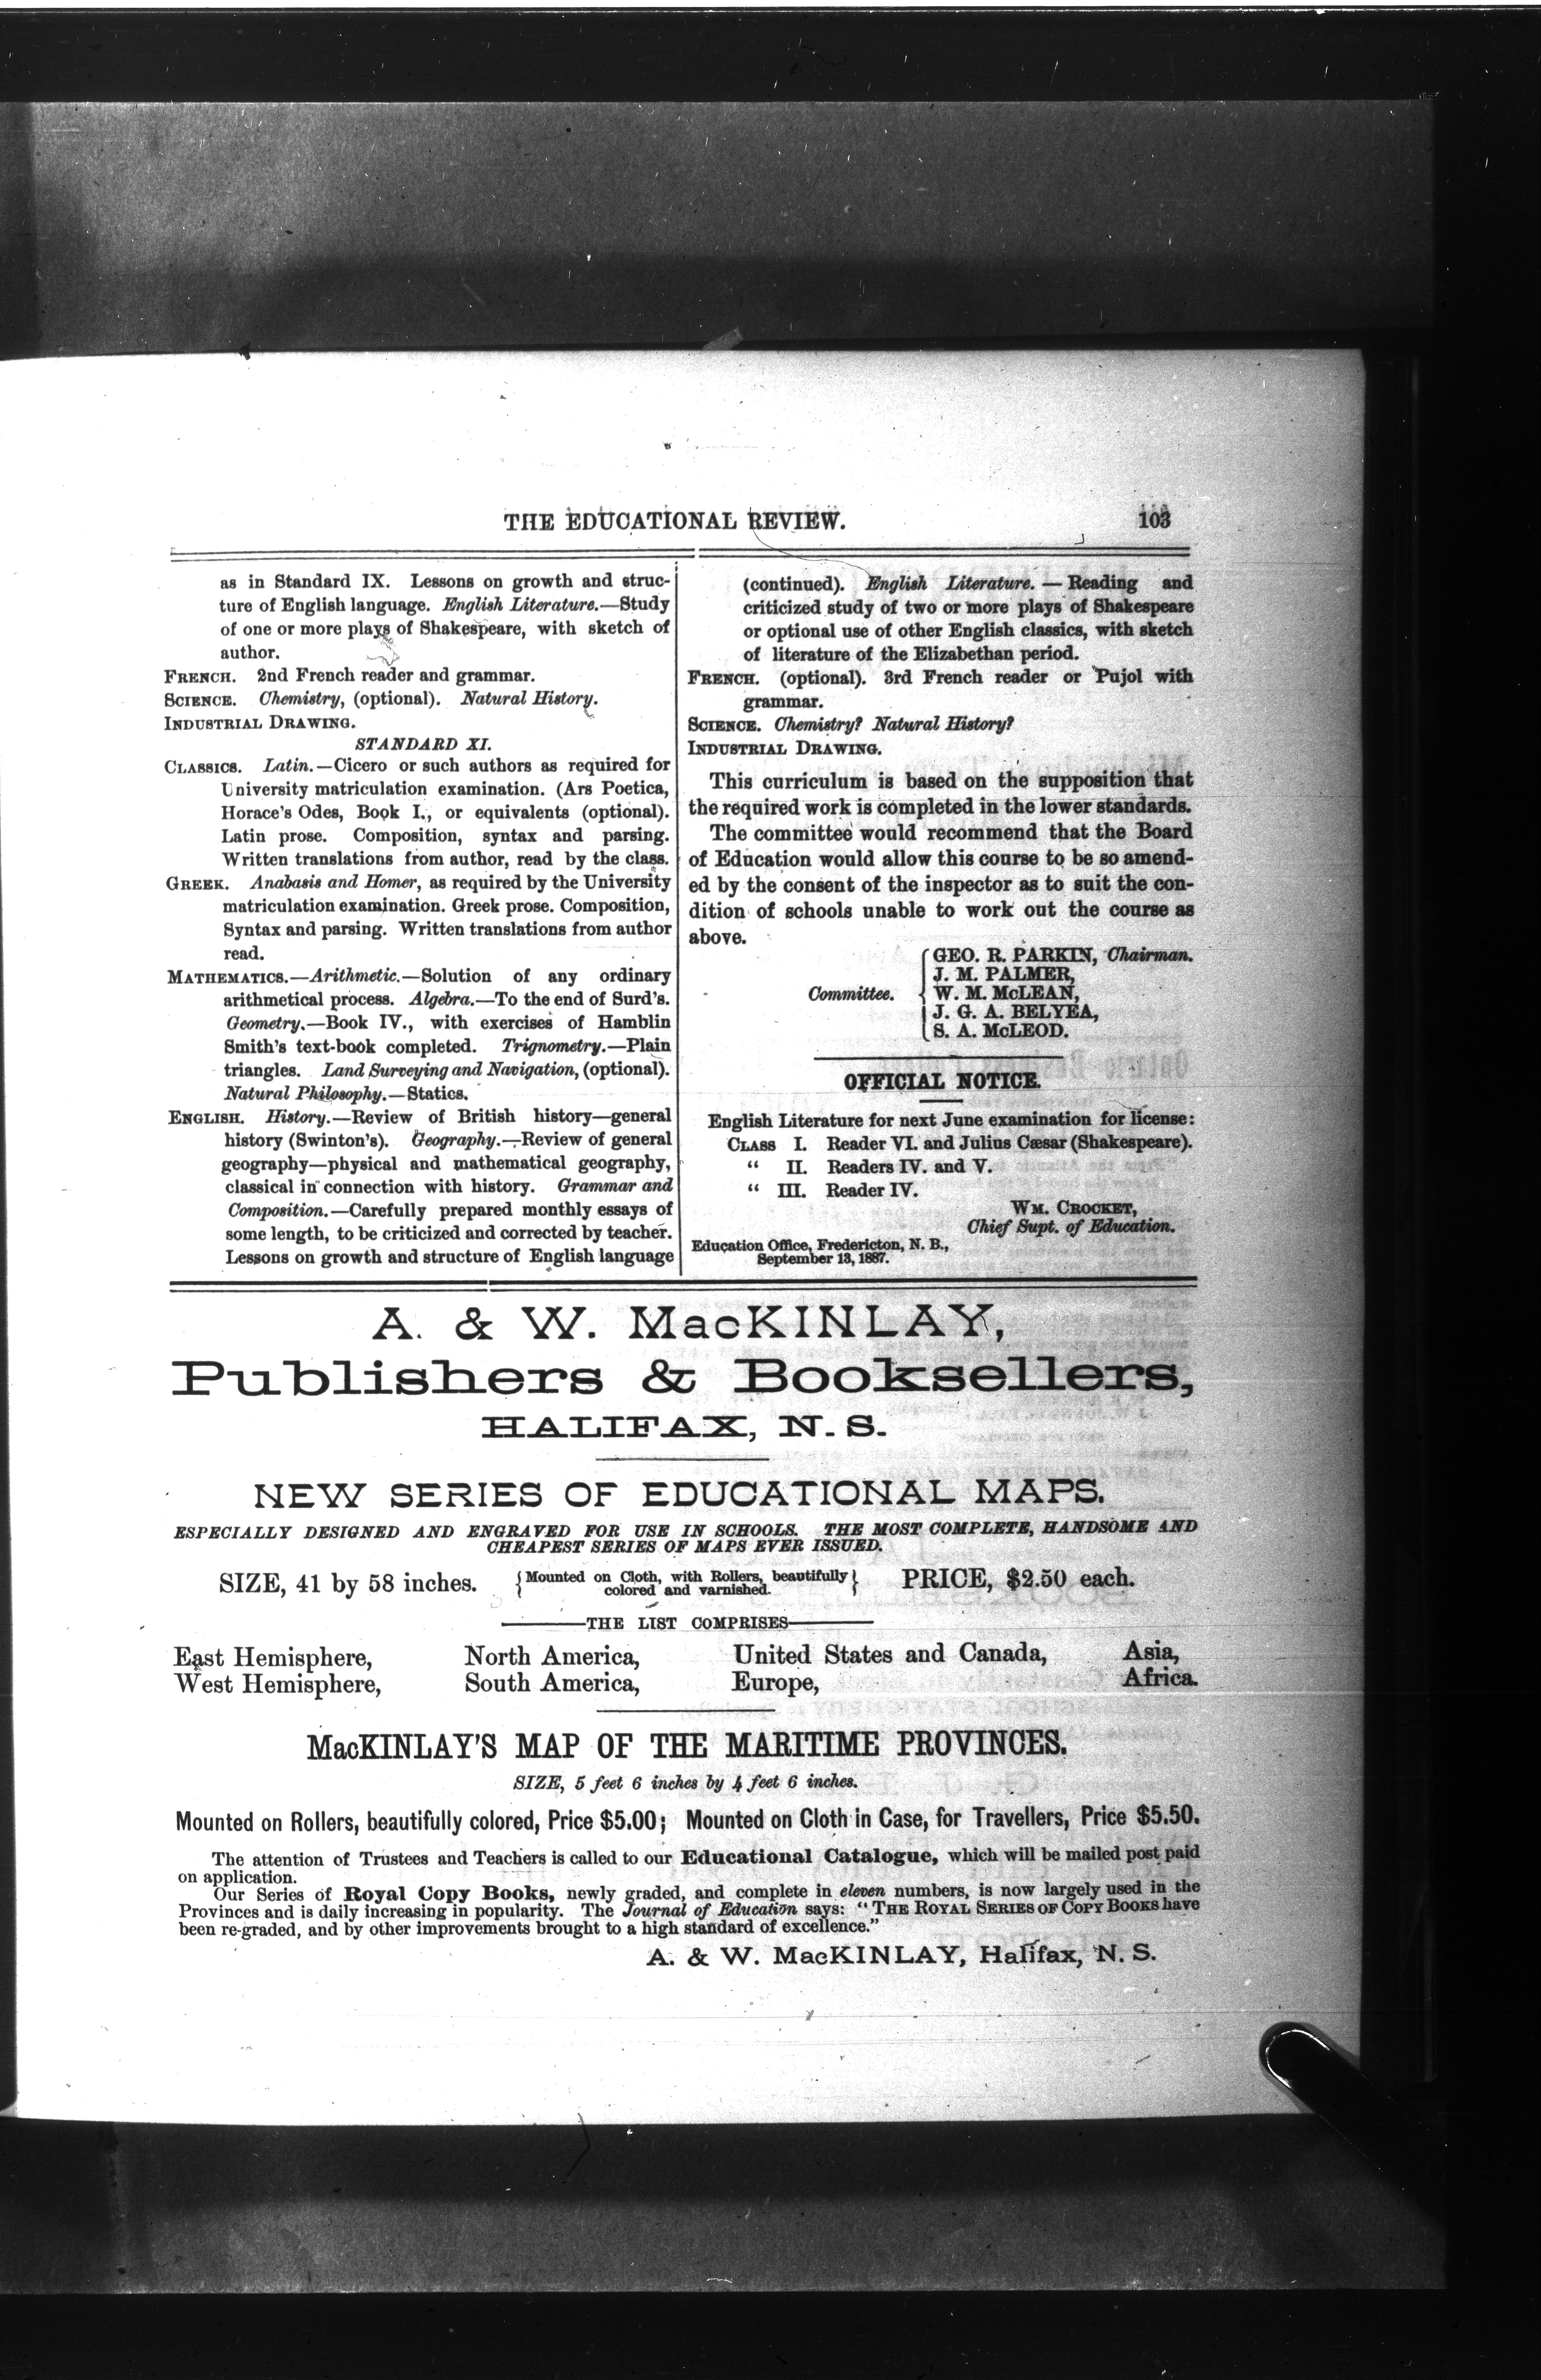 THE EDUCATIONAL REVIEW. 103
as in Standard IX. Lessons on growth and struc-
ture of English language. English Literature.—Study
of one or more plays of Shakespeare, with sketch of
author.
FRENCH. 2nd French reader and grammar.
SCIENCE. Chemistry, (optional). Natural History.
INDUSTRIAL DRAWING.
STANDARD XI.
CLASSICS. Latin.—Cicero or such authors as required for
University matriculation examination. (Ars Poetica,
Horace's Odes, Book I., or equivalents (optional).
Latin prose. Composition, syntax and parsing.
Written translations from author, read by the class.
GREEK. Anabasis and Homer, as required by the University
matriculation examination. Greek prose. Composition,
Syntax and parsing. Written translations from author
read.
MATHEMATICS.—Arithmetic.—Solution of any ordinary
arithmetical process. Algebra.—To the end of Surd's.
Geometry.—Book IV., with exercises of Hamblin
Smith's text-book completed. Trignometry.—Plain
triangles. Land Surveying and Navigation, (optional).
Natural Philosophy.—Statics.
ENGLISH. History.—Review of British history—general
history (Swinton's). Geography.—Review of general
geography—physical and mathematical geography,
classical in connection with history. Grammar and
Composition.—Carefully prepared monthly essays of
some length, to be criticized and corrected by teacher.
Lessons on growth and structure of English language
(continued). English Literature.—Reading and
criticized study of two or more plays of Shakespeare
or optional use of other English classics, with sketch
of literature of the Elizabethan period.
FRENCH. (optional). 3rd French reader or Pujol with
grammar.
SCIENCE. Chemistry? Natural History?
INDUSTRIAL DRAWING.
This curriculum is based on the supposition that
the required work is completed in the lower standards.
The committee would recommend that the Board
of Education would allow this course to be so amend-
ed by the consent of the inspector as to suit the con-
dition of schools unable to work out the course as
above.
GEO. R. PARKIN, Chairman.
J. M. PALMER,
Committee. W. M. McLEAN,
J. G. A. BELYEA,
S. A. McLEOD.
OFFICIAL NOTICE.
English Literature for next June examination for license:
CLASS I. Reader VI. and Julius Cæsar (Shakespeare).
" II. Readers IV. and V.
" III. Reader IV.
WM. CROCKET,
Chief Supt. of Education.
Education Office, Fredericton, N. B.,
September 13, 1887.
A. & W. MacKINLAY,
Publishers & Booksellers,
HALIFAX, N. S.
NEW SERIES OF EDUCATIONAL MAPS.
ESPECIALLY DESIGNED AND ENGRAVED FOR USE IN SCHOOLS. THE MOST COMPLETE, HANDSOME AND
CHEAPEST SERIES OF MAPS EVER ISSUED.
SIZE, 41 by 58 inches. {Mounted on Cloth, with Rollers, beautifully colored and varnished.} PRICE, $2.50 each.
THE LIST COMPRISES
East Hemisphere, North America, United States and Canada, Asia,
West Hemisphere, South America, Europe, Africa.
MacKINLAY'S MAP OF THE MARITIME PROVINCES.
SIZE, 5 feet 6 inches by 4 feet 6 inches.
Mounted on Rollers, beautifully colored, Price $5.00; Mounted on Cloth in Case, for Travellers, Price $5.50.
The attention of Trustees and Teachers is called to our Educational Catalogue, which will be mailed post paid
on application.
Our Series of Royal Copy Books, newly graded, and complete in eleven numbers, is now largely used in the
Provinces and is daily increasing in popularity. The Journal of Education says: "THE ROYAL SERIES OF COPY BOOKS have
been re-graded, and by other improvements brought to a high standard of excellence."
A. & W. MacKINLAY, Halifax, N. S.